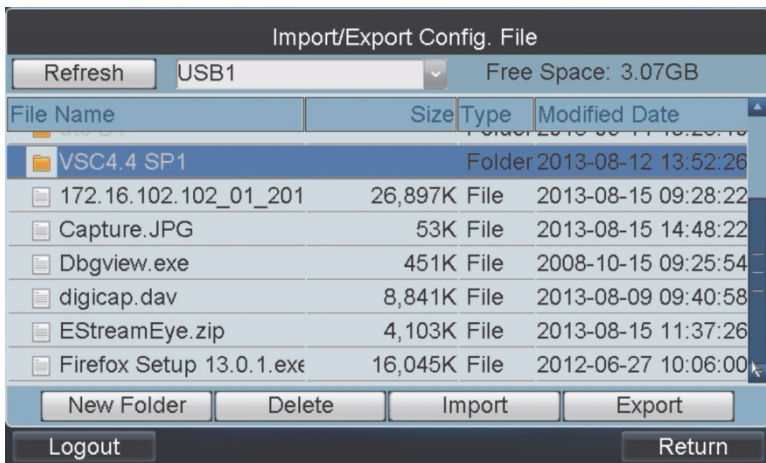 Import/Export Config. File
Refresh USB1 Free Space: 3.07GB
File Name Size Type Modified Date
VSC4.4 SP1 Folder 2013-08-12 13:52:26
172.16.102.102_01_201 26,897K File 2013-08-15 09:28:22
Capture.JPG 53K File 2013-08-15 14:48:22
Dbgview.exe 451K File 2008-10-15 09:25:54
digicap.dav 8,841K File 2013-08-09 09:40:58
EStreamEye.zip 4,103K File 2013-08-15 11:37:26
Firefox Setup 13.0.1.exe 16,045K File 2012-06-27 10:06:00
New Folder Delete Import Export
Logout Return